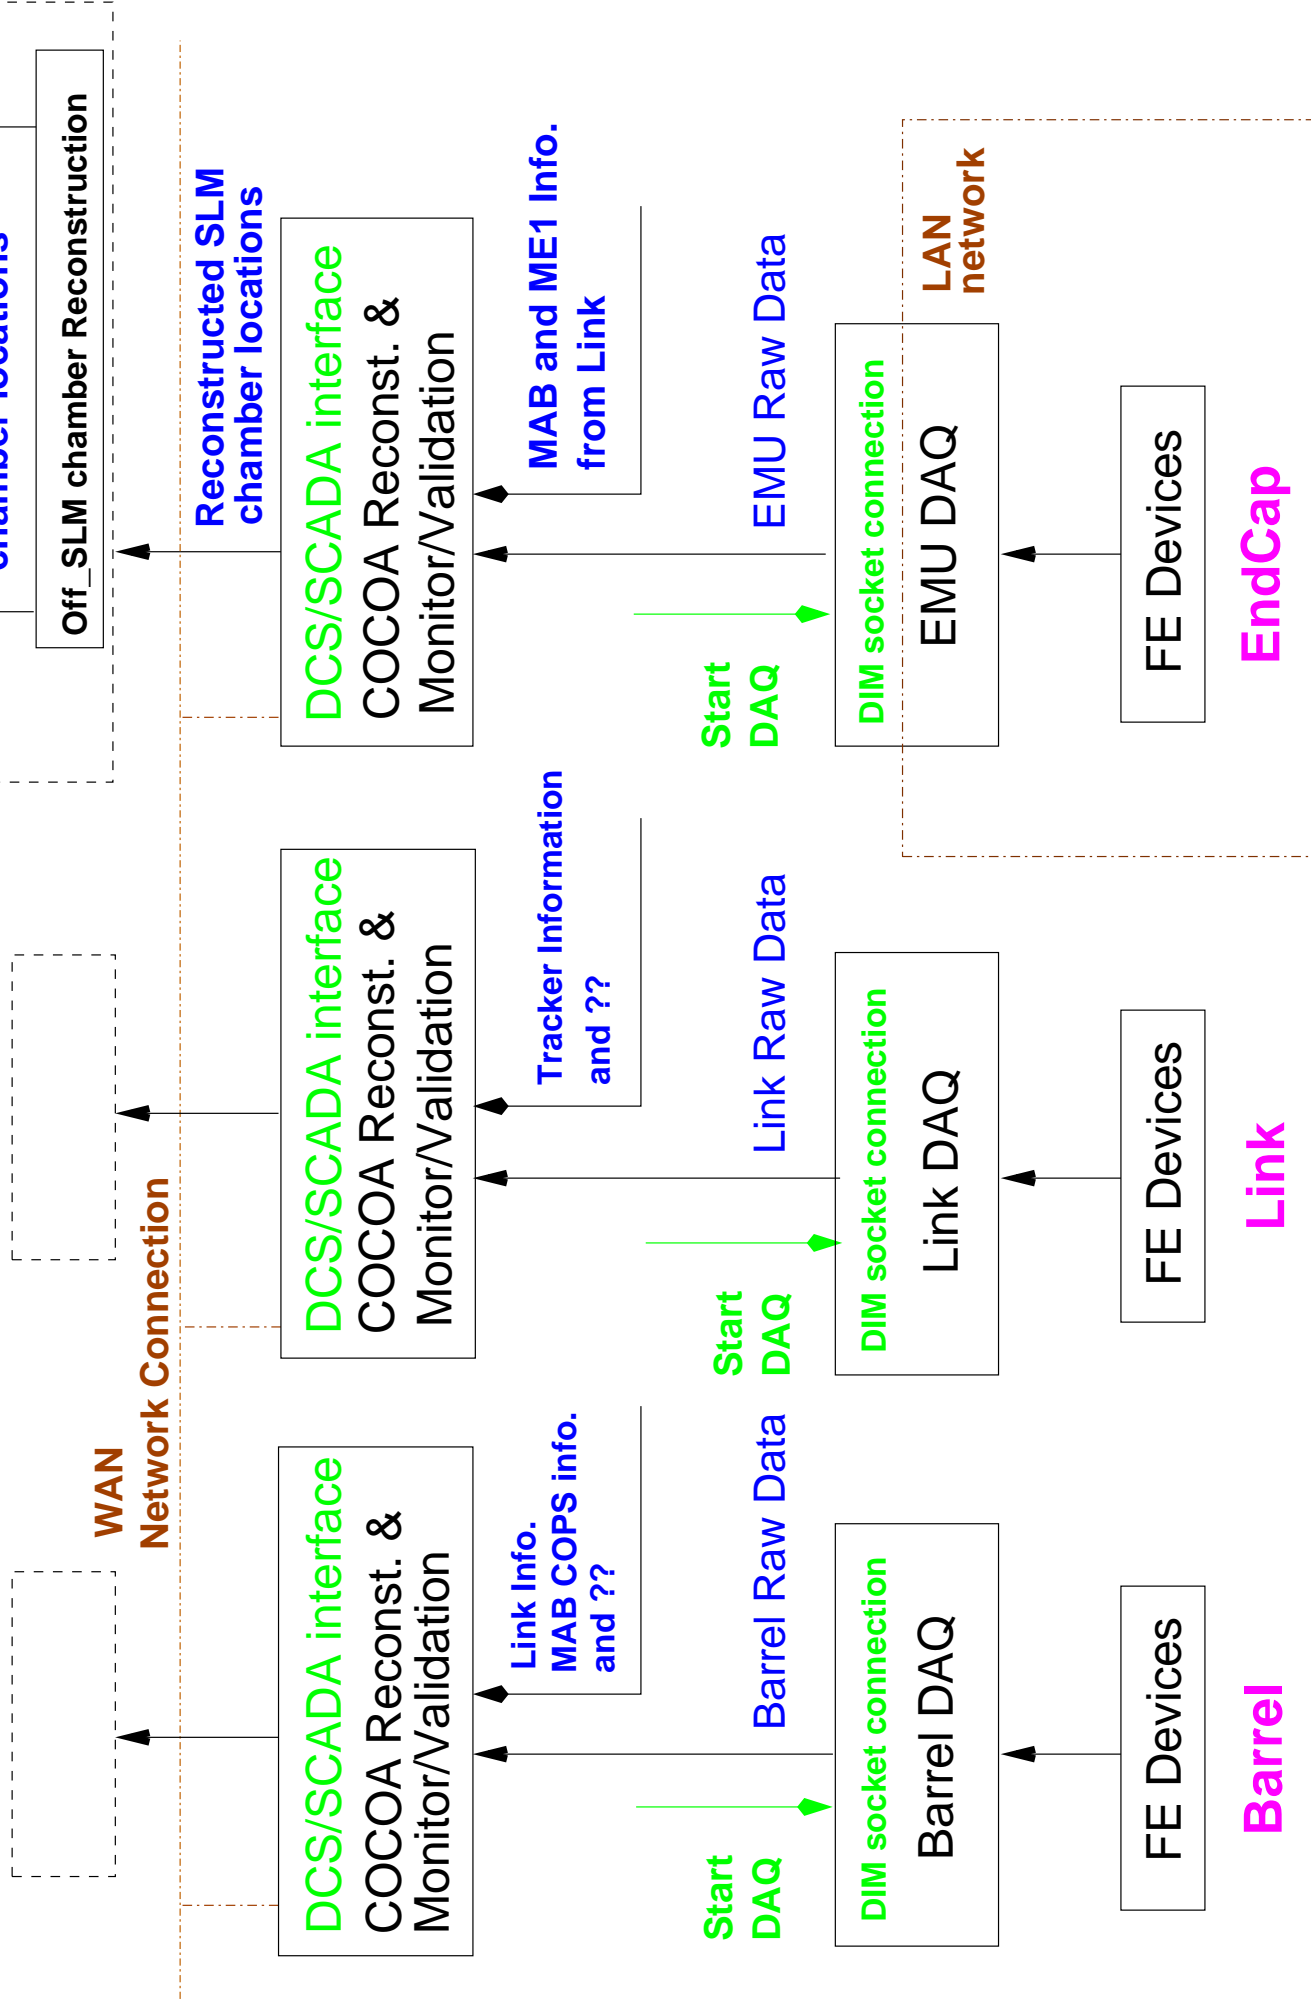 chamber locations
Off_SLM chamber Reconstruction
WAN
Network Connection
Reconstructed SLM
chamber locations
DCS/SCADA interface
COCOA Reconst. &
Monitor/Validation
DCS/SCADA interface
COCOA Reconst. &
Monitor/Validation
DCS/SCADA interface
COCOA Reconst. &
Monitor/Validation
Link Info.
MAB COPS info.
and ??
Tracker Information
and ??
MAB and ME1 Info.
from Link
Start
DAQ
Barrel Raw Data
Start
DAQ
Link Raw Data
Start
DAQ
EMU Raw Data
DIM socket connection
Barrel DAQ
DIM socket connection
Link DAQ
DIM socket connection
EMU DAQ
LAN
network
FE Devices
FE Devices
FE Devices
Barrel
Link
EndCap